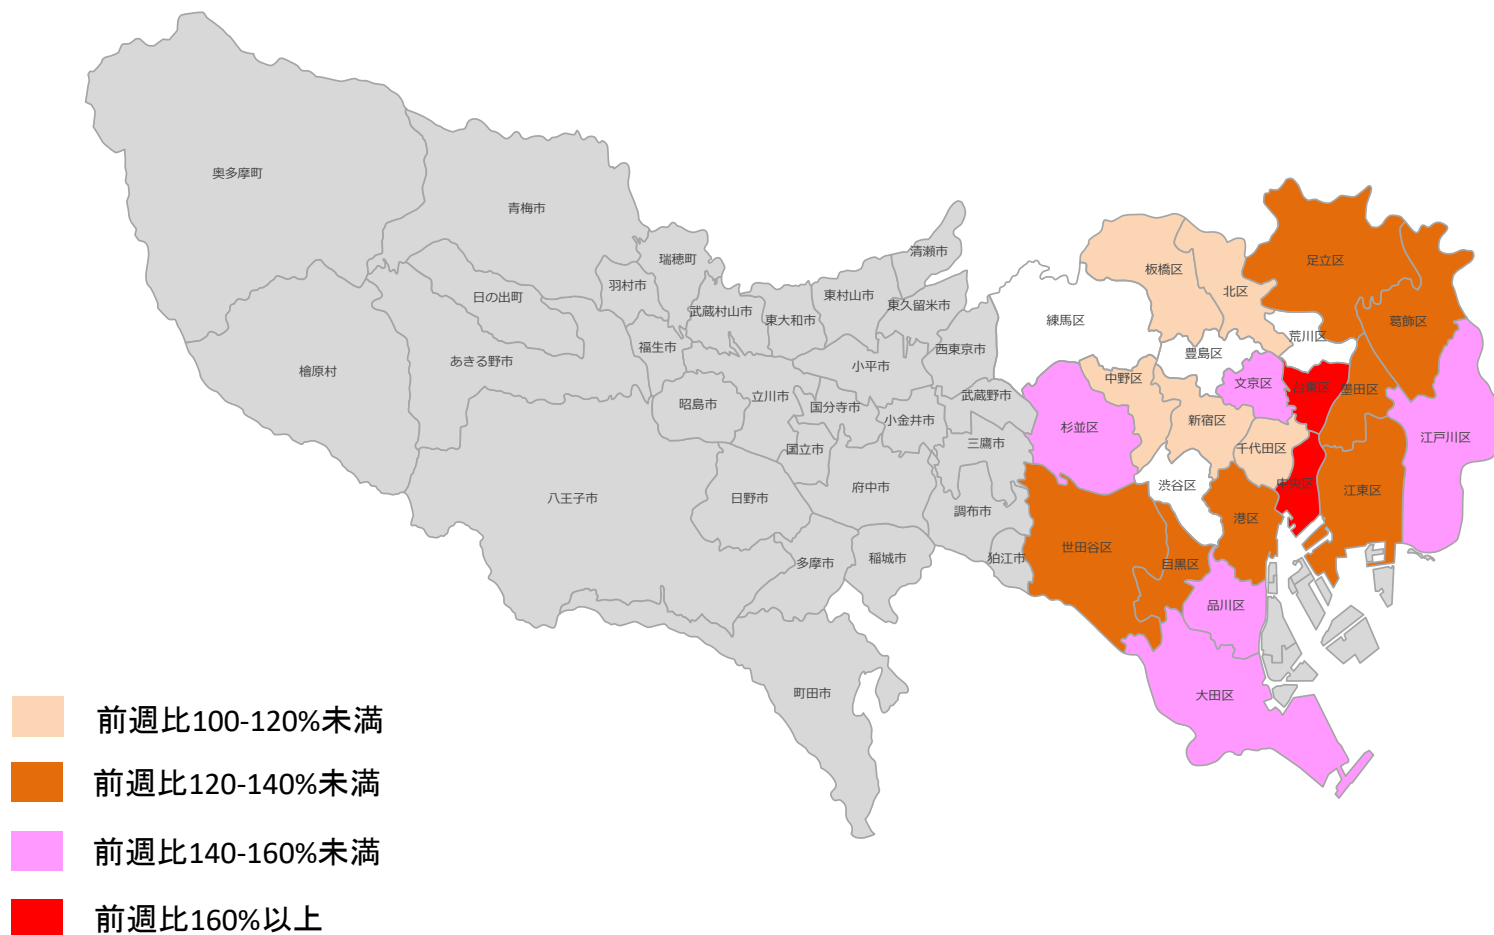 奥多摩町
青梅市
瑞穂町
清瀬市
羽村市
日の出町
武蔵村山市
東大和市
東村山市
東久留米市
福生市
あきる野市
檜原村
小平市
西東京市
昭島市
立川市
国分寺市
小金井市
武蔵野市
国立市
三鷹市
八王子市
日野市
府中市
調布市
多摩市
稲城市
狛江市
町田市
板橋区
北区
足立区
練馬区
荒川区
葛飾区
豊島区
中野区
文京区
台東区
墨田区
杉並区
新宿区
千代田区
江戸川区
渋谷区
中央区
江東区
港区
世田谷区
目黒区
品川区
大田区
前週比100-120%未満
前週比120-140%未満
前週比140-160%未満
前週比160%以上